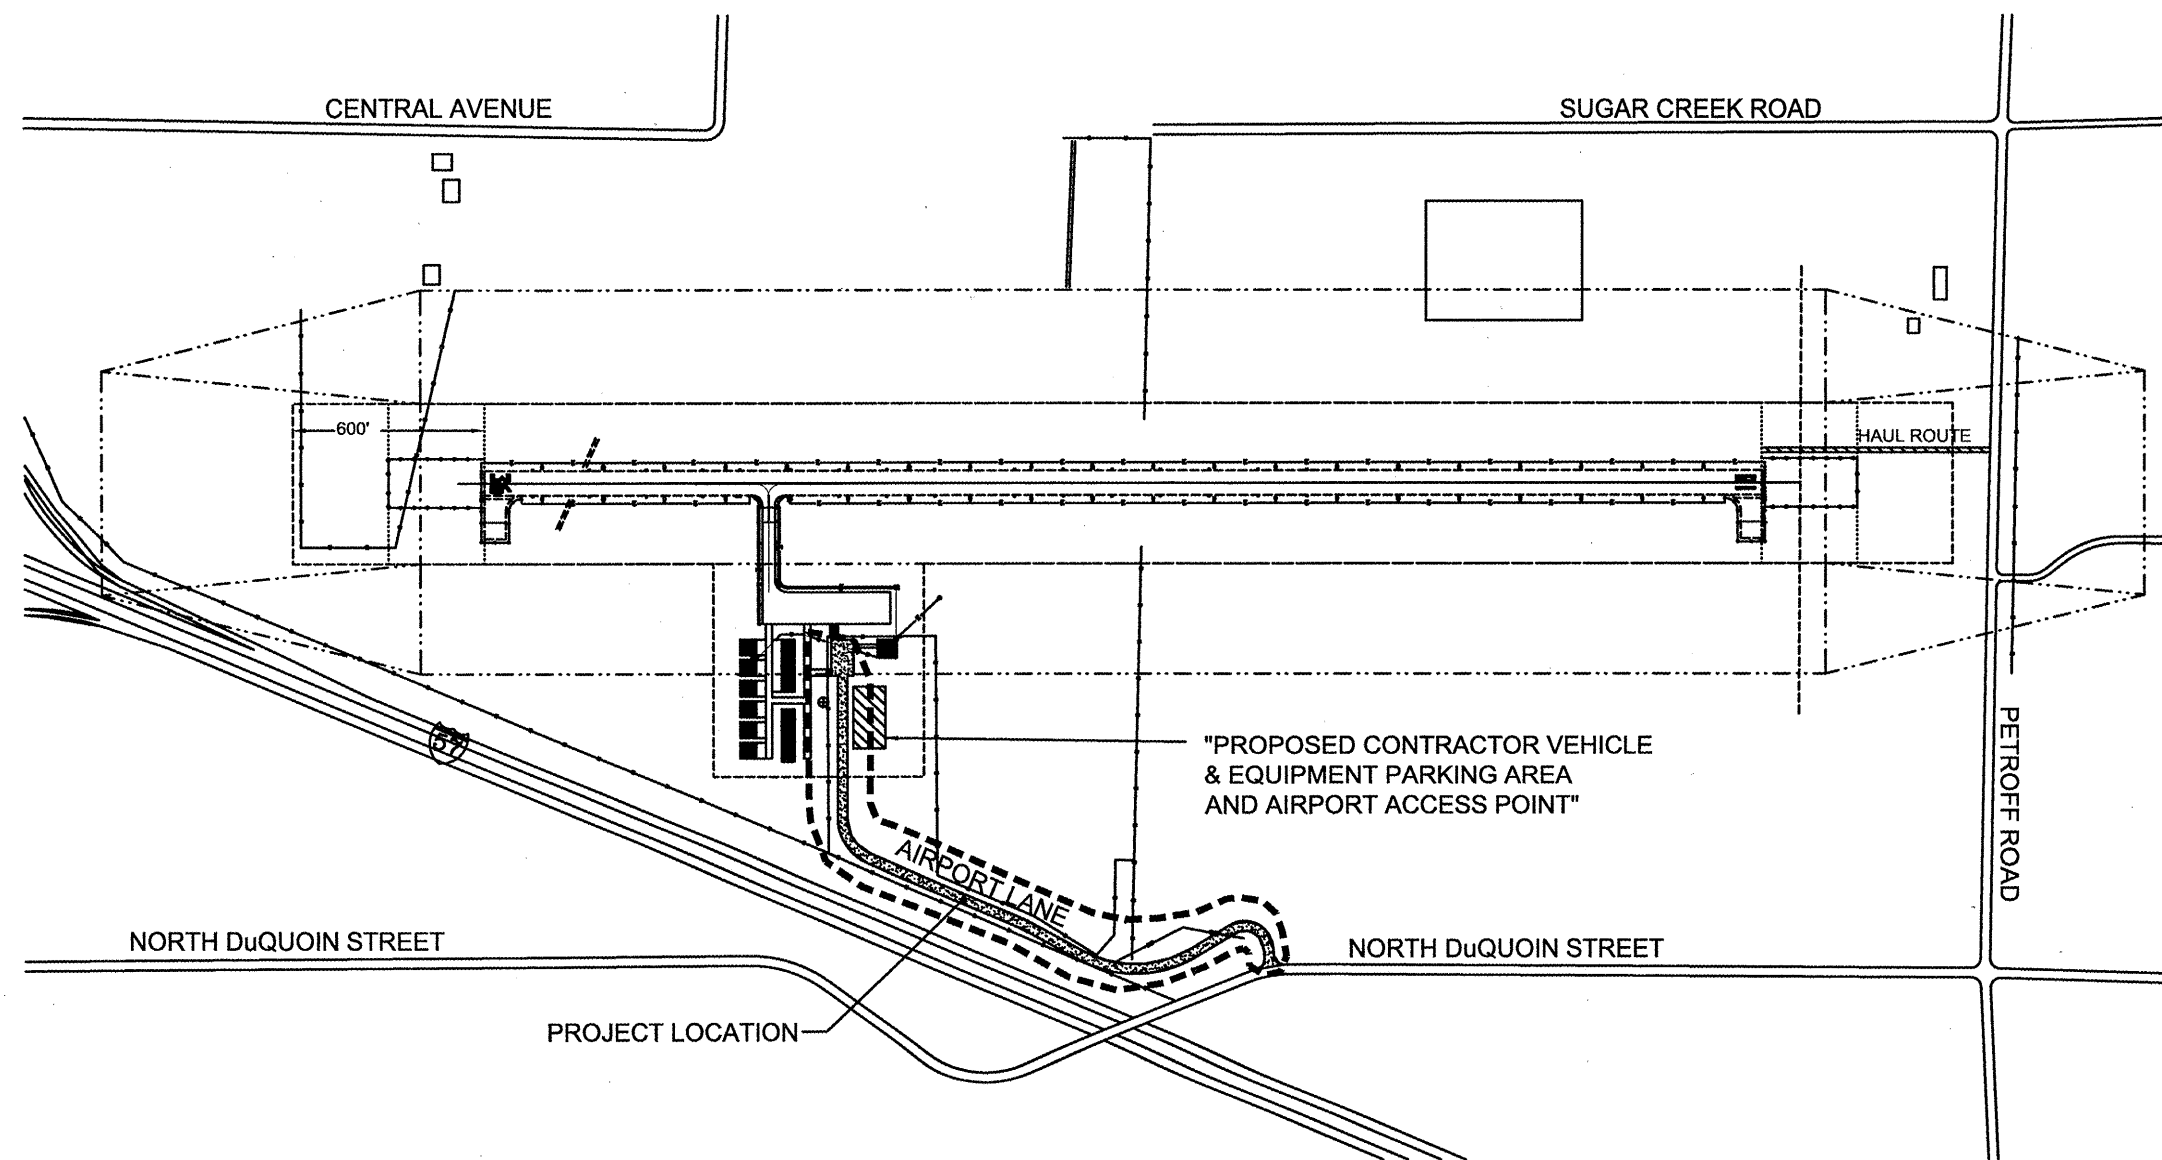 CENTRAL AVENUE
SUGAR CREEK ROAD
600'
HAUL ROUTE
57
"PROPOSED CONTRACTOR VEHICLE
& EQUIPMENT PARKING AREA
AND AIRPORT ACCESS POINT"
PETROFF ROAD
AIRPORT LANE
NORTH DuQUOIN STREET
NORTH DuQUOIN STREET
PROJECT LOCATION